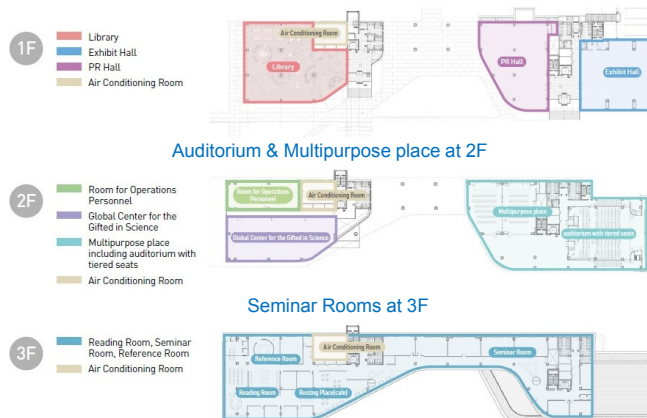 1F
Library
Exhibit Hall
PR Hall
Air Conditioning Room
Air Conditioning Room
Library
PR Hall
Exhibit Hall
Auditorium & Multipurpose place at 2F
2F
Room for Operations
Personnel
Global Center for the
Gifted in Science
Multipurpose place
including auditorium with
tiered seats
Air Conditioning Room
Room for Operations
Personnel
Air Conditioning Room
Global Center for the Gifted in Science
Multipurpose place
auditorium with tiered seats
Seminar Rooms at 3F
3F
Reading Room, Seminar
Room, Reference Room
Air Conditioning Room
Air Conditioning Room
Reference Room
Seminar Room
Reading Room
Resting Place(cafe)